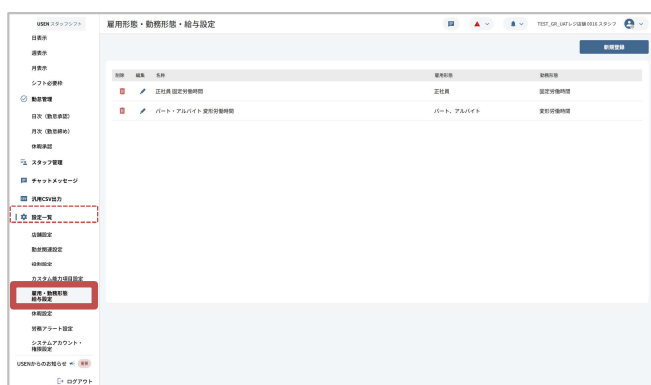 USEN スタッフシフト
雇用形態・勤務形態・給与設定
TEST_GR_UATレジ店舗0016 スタシフ
日表示
週表示
月表示
シフト必要枠
勤怠管理
日次（勤怠承認）
月次（勤怠締め）
休暇承認
スタッフ管理
チャットメッセージ
汎用CSV出力
設定一覧
店舗設定
勤怠関連設定
役割設定
カスタム能力項目設定
雇用・勤務形態
給与設定
休暇設定
労務アラート設定
システムアカウント・
権限設定
USENからのお知らせ 重要
ログアウト
新規登録
削除 編集 名称 雇用形態 勤務形態
正社員 固定労働時間 正社員 固定労働時間
パート・アルバイト 変形労働時間 パート、アルバイト 変形労働時間